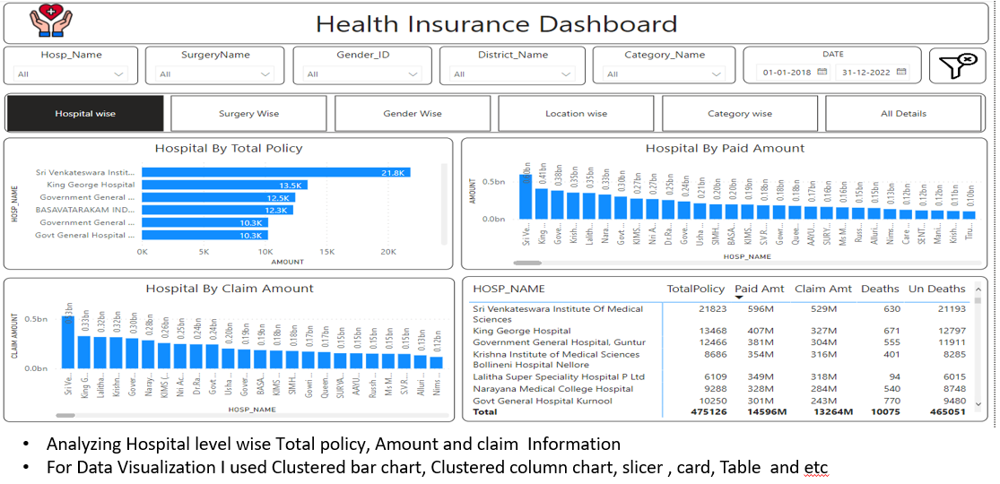 Health Insurance Dashboard
Hosp_Name
All
SurgeryName
All
Gender_ID
All
District_Name
All
Category_Name
All
DATE
01-01-2018
31-12-2022
Hospital wise
Surgery Wise
Gender Wise
Location wise
Category wise
All Details
Hospital By Total Policy
HOSP_NAME
Sri Venkateswara Instit... 21.8K
King George Hospital 13.5K
Government General ... 12.5K
BASAVATARAKAM IND... 12.3K
Government General ... 10.3K
Govt General Hospital ... 10.3K
0K 5K 10K 15K 20K
AMOUNT
Hospital By Paid Amount
AMOUNT
0.5bn
0.0bn
0.41bn 0.38bn 0.35bn 0.35bn 0.33bn 0.30bn 0.27bn 0.27bn 0.25bn 0.24bn 0.21bn 0.20bn 0.20bn 0.19bn 0.18bn 0.18bn 0.18bn 0.17bn 0.16bn 0.16bn 0.15bn 0.15bn 0.13bn 0.12bn 0.12bn 0.12bn 0.11bn 0.10bn
Sri Ve... King ... Gove... Krish... Lalith... Nara... Govt... KIMS... Nri A... Dr.Ra... Gove... Usha ... SIMH... BASA... KIMS... S.V.R... Gowr... Quee... AAYU... SURY... Ms M... Russ... Alluri... Nims... Care ... SENT... Mani... Krish... Tiru...
HOSP_NAME
Hospital By Claim Amount
CLAIM AMOUNT
0.5bn
0.0bn
0.33bn 0.32bn 0.32bn 0.30bn 0.28bn 0.26bn 0.25bn 0.24bn 0.24bn 0.20bn 0.19bn 0.19bn 0.18bn 0.18bn 0.17bn 0.17bn 0.15bn 0.15bn 0.15bn 0.15bn 0.15bn 0.13bn 0.12bn
Sri Ve... King G... Lalitha... Krishn... Gover... Naray... KIMS (... Nri Ac... Dr.Ra... Govt ... Usha ... Gover... BASA... KIMS ... SIMH... Gowri ... Queen... SURYA... AAYU... Russh... Ms M... S.V.R... Alluri ... Nims ...
HOSP_NAME
HOSP_NAME TotalPolicy Paid Amt Claim Amt Deaths Un Deaths
Sri Venkateswara Institute Of Medical 21823 596M 529M 630 21193
Sciences
King George Hospital 13468 407M 327M 671 12797
Government General Hospital, Guntur 12466 381M 304M 555 11911
Krishna Institute of Medical Sciences 8686 354M 316M 401 8285
Bollineni Hospital Nellore
Lalitha Super Speciality Hospital P Ltd 6109 349M 318M 94 6015
Narayana Medical College Hospital 9288 328M 284M 540 8748
Govt General Hospital Kurnool 10250 301M 243M 770 9480
Total 475126 14596M 13264M 10075 465051
• Analyzing Hospital level wise Total policy, Amount and claim Information
• For Data Visualization I used Clustered bar chart, Clustered column chart, slicer , card, Table and etc